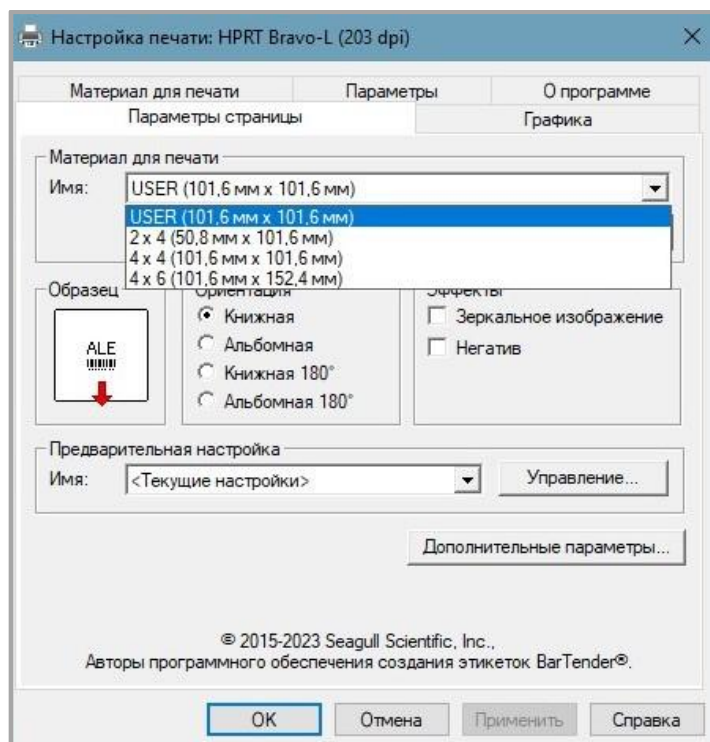 Настройка печати: HPRT Bravo-L (203 dpi)
Материал для печати
Параметры
О программе
Параметры страницы
Графика
Материал для печати
Имя:
USER (101,6 мм x 101,6 мм)
USER (101,6 мм x 101,6 мм)
2 x 4 (50,8 мм x 101,6 мм)
4 x 4 (101,6 мм x 101,6 мм)
4 x 6 (101,6 мм x 152,4 мм)
Образец
Ориентация
Эффекты
ALE
Книжная
Альбомная
Книжная 180°
Альбомная 180°
Зеркальное изображение
Негатив
Предварительная настройка
Имя:
<Текущие настройки>
Управление...
Дополнительные параметры...
© 2015-2023 Seagull Scientific, Inc.,
Авторы программного обеспечения создания этикеток BarTender®.
OK
Отмена
Применить
Справка